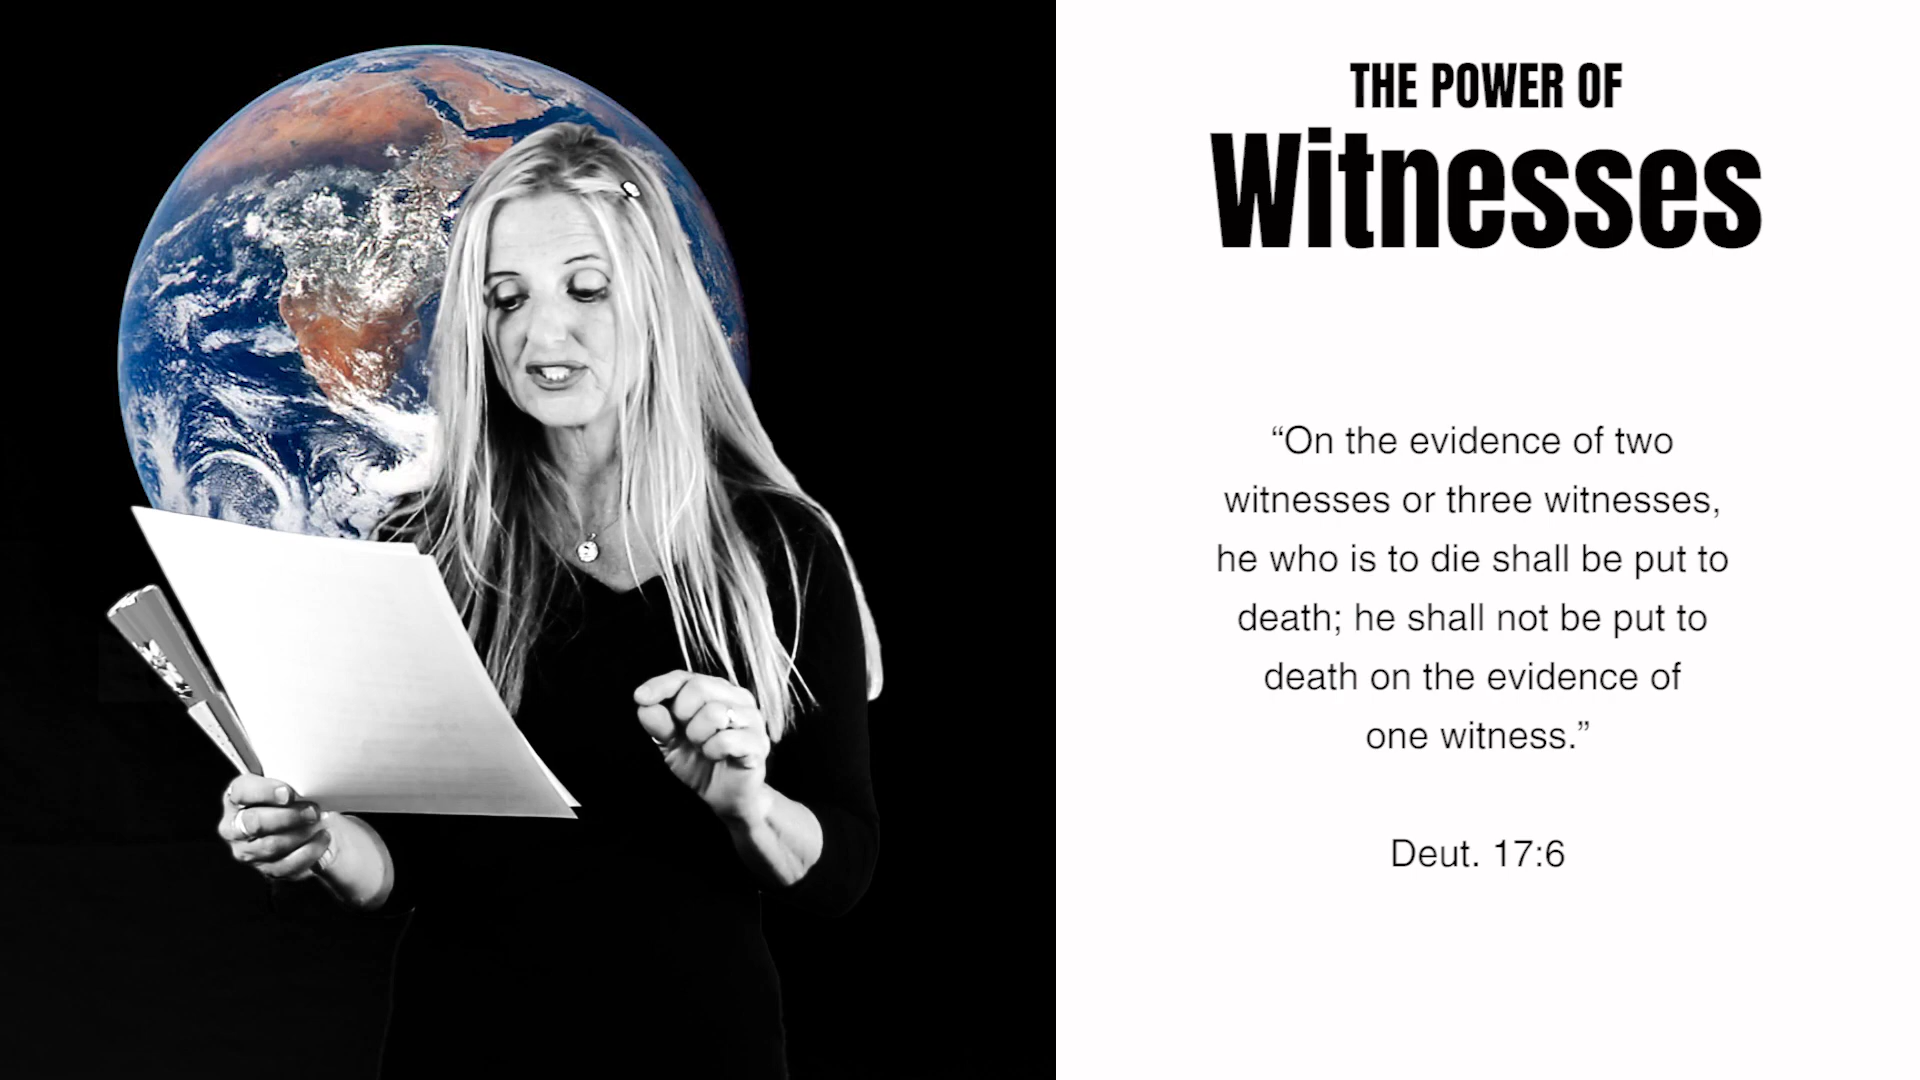 THE POWER OF
Witnesses
“On the evidence of two
witnesses or three witnesses,
he who is to die shall be put to
death; he shall not be put to
death on the evidence of
one witness.”
Deut. 17:6